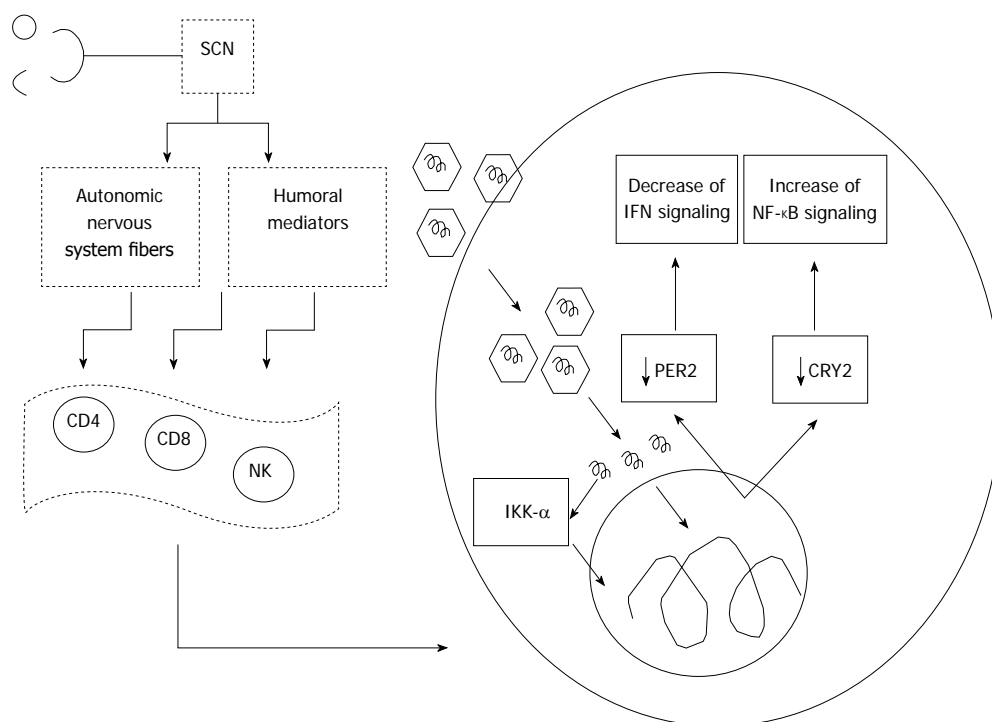 SCN
Autonomic
nervous
system fibers
Humoral
mediators
CD4
CD8
NK
Decrease of
IFN signaling
Increase of
NF-κB signaling
↓ PER2
↓ CRY2
IKK-α